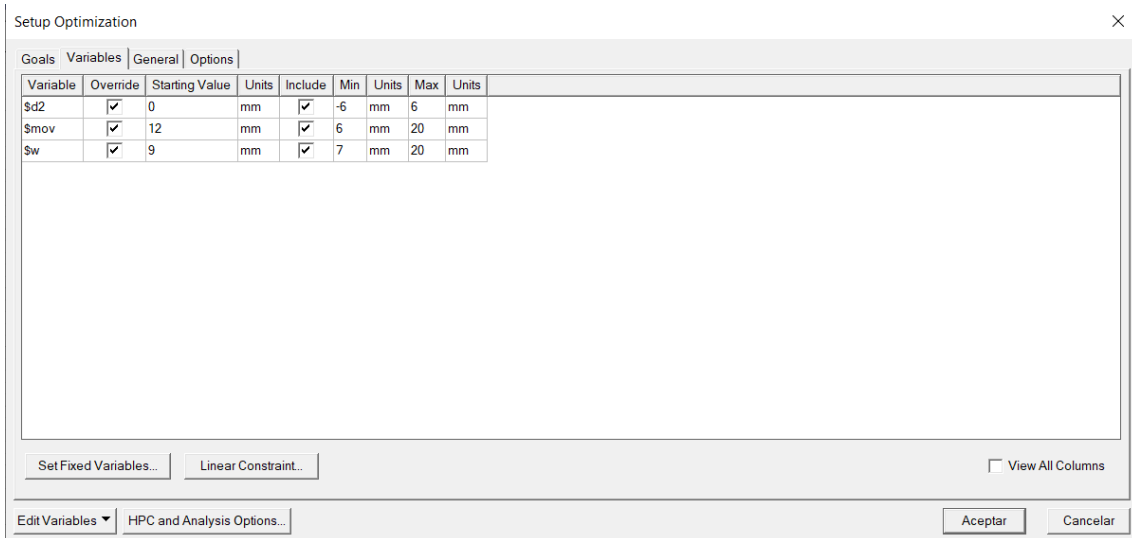 Setup Optimization
Goals Variables General Options
Variable Override Starting Value Units Include Min Units Max Units
$d2 0 mm -6 mm 6 mm
$mov 12 mm 6 mm 20 mm
$w 9 mm 7 mm 20 mm
Set Fixed Variables... Linear Constraint... View All Columns
Edit Variables HPC and Analysis Options... Aceptar Cancelar